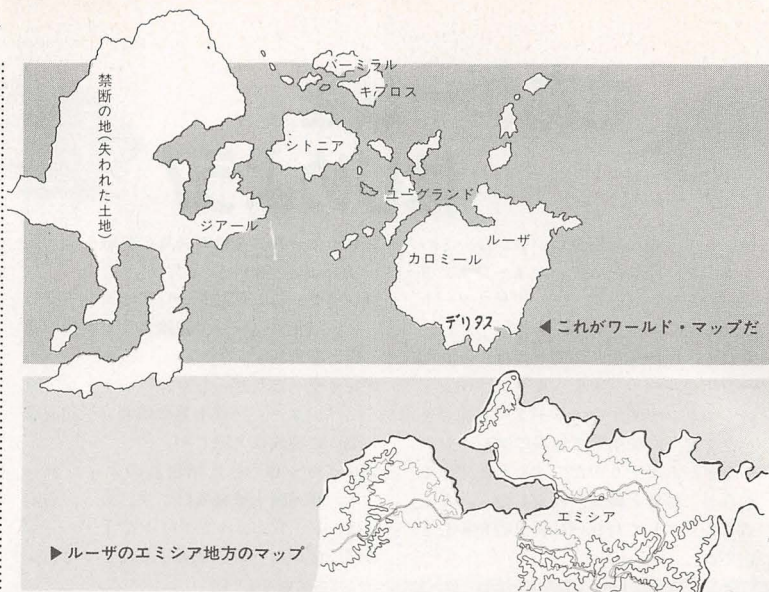 禁断の地(失われた土地)
バーミラル
キプロス
シトニア
ユーグランド
ジアール
ルーザ
カロミール
デリタス
◀これがワールド・マップだ
エミシア
▶ルーザのエミシア地方のマップ